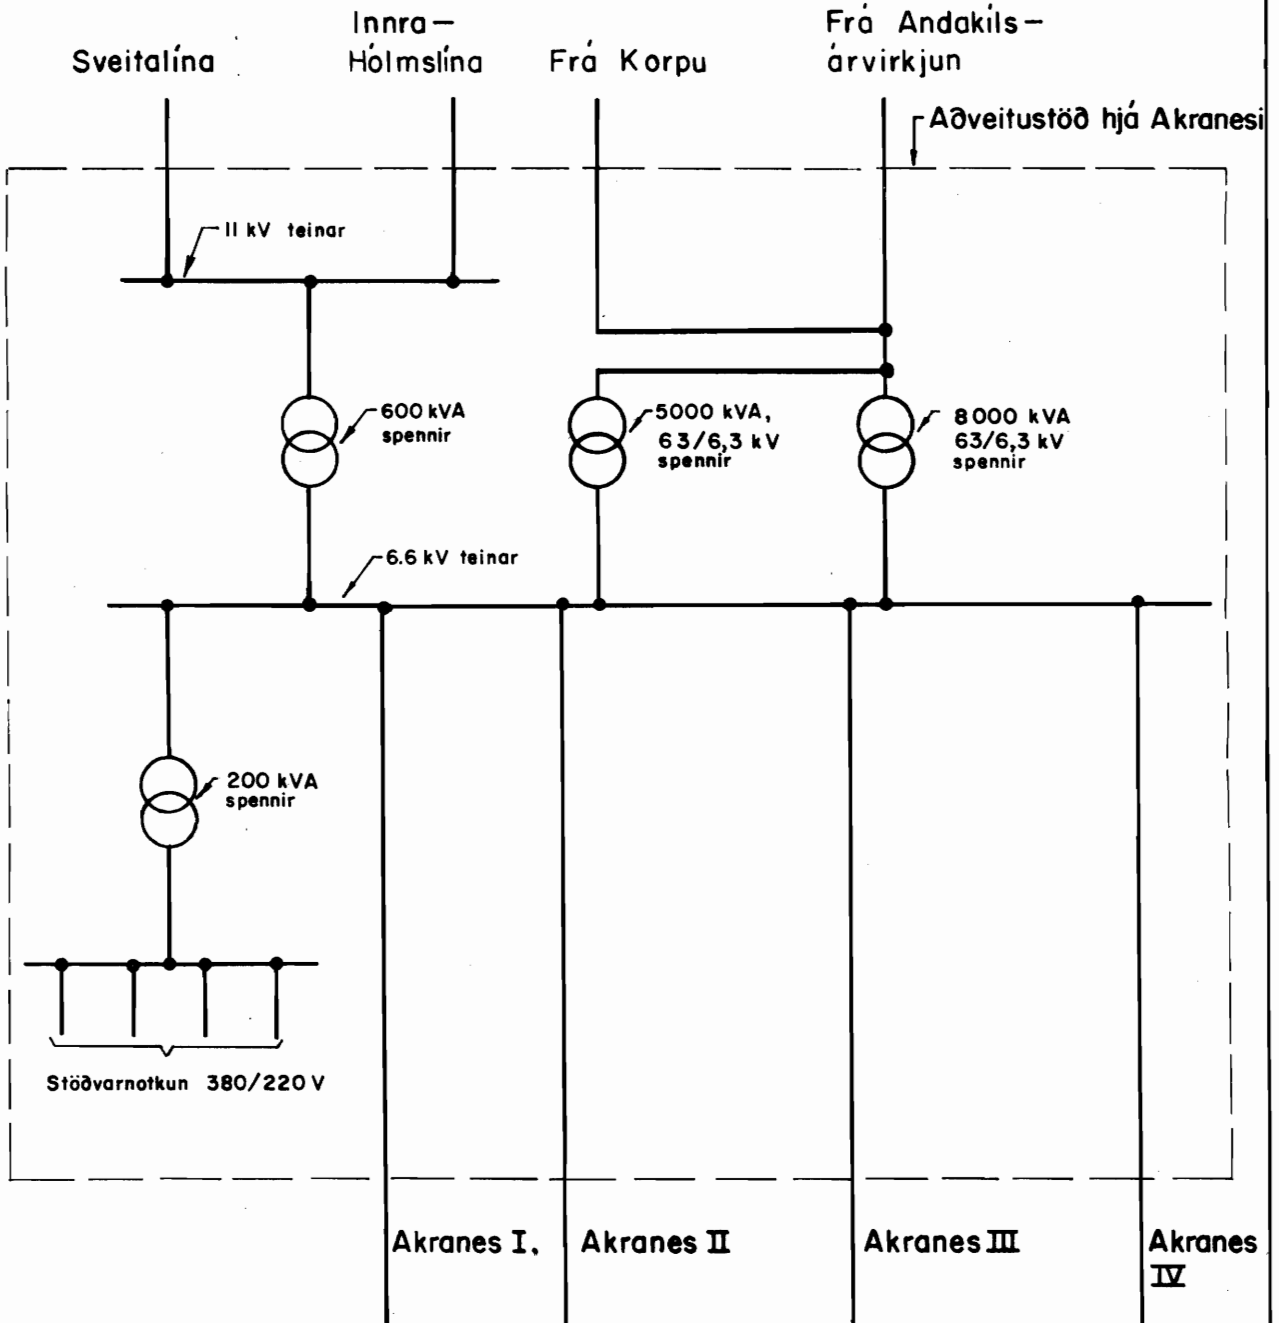 Sveitalína
Innra–
Hólmslína
Frá Korpu
Frá Andakíls–
árvirkjun
Aðveitustöð hjá Akranesi
11 kV teinar
600 kVA
spennir
5000 kVA,
63/6,3 kV
spennir
8000 kVA
63/6,3 kV
spennir
6.6 kV teinar
200 kVA
spennir
Stöðvarnotkun 380/220 V
Akranes I.
Akranes II
Akranes III
Akranes
IV